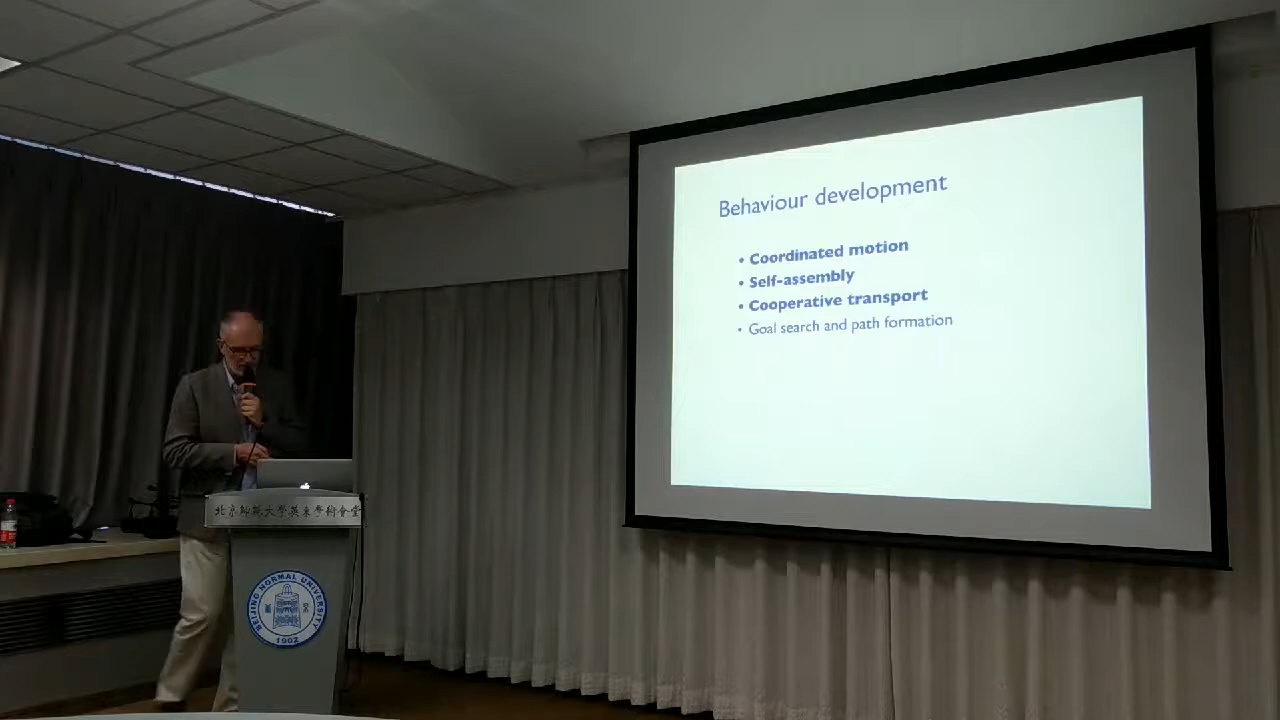 Behaviour development
• Coordinated motion
• Self-assembly
• Cooperative transport
• Goal search and path formation
北京師範大學英東學術會堂
BEIJING NORMAL UNIVERSITY
1902